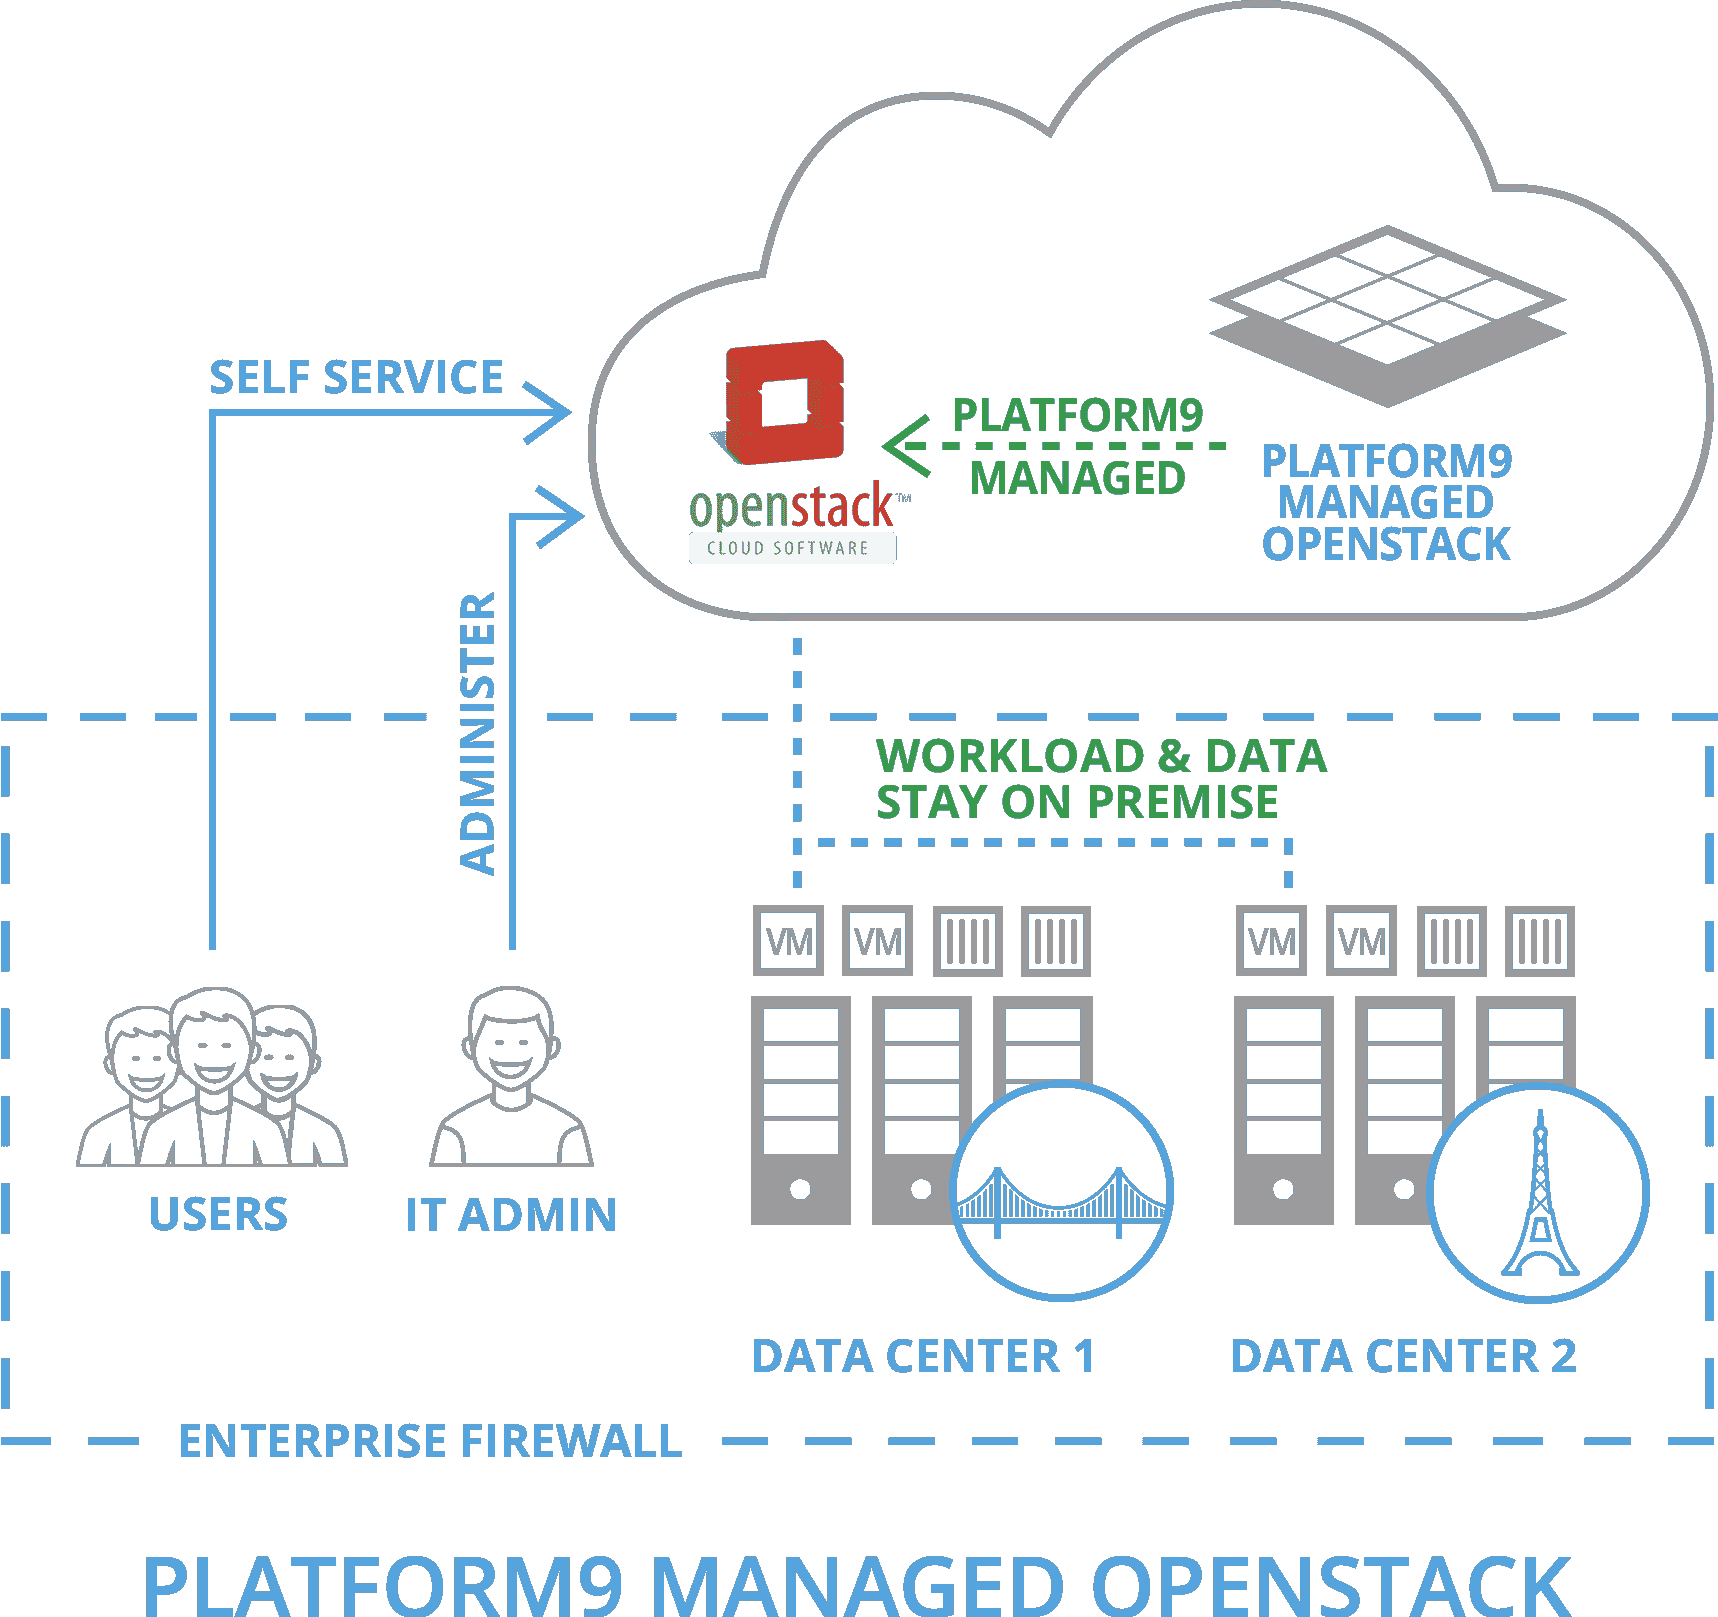 SELF SERVICE
PLATFORM9
MANAGED
openstack™
CLOUD SOFTWARE
PLATFORM9
MANAGED
OPENSTACK
ADMINISTER
WORKLOAD & DATA
STAY ON PREMISE
VM VM VM VM
USERS
IT ADMIN
DATA CENTER 1
DATA CENTER 2
ENTERPRISE FIREWALL
PLATFORM9 MANAGED OPENSTACK